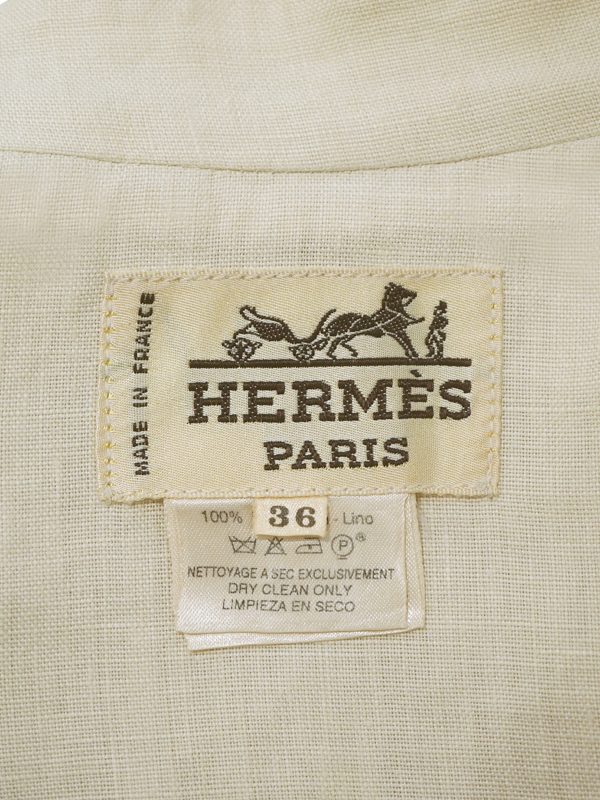 MADE IN FRANCE
HERMÈS
PARIS
36
100% - Lino
P®
NETTOYAGE A SEC EXCLUSIVEMENT
DRY CLEAN ONLY
LIMPIEZA EN SECO